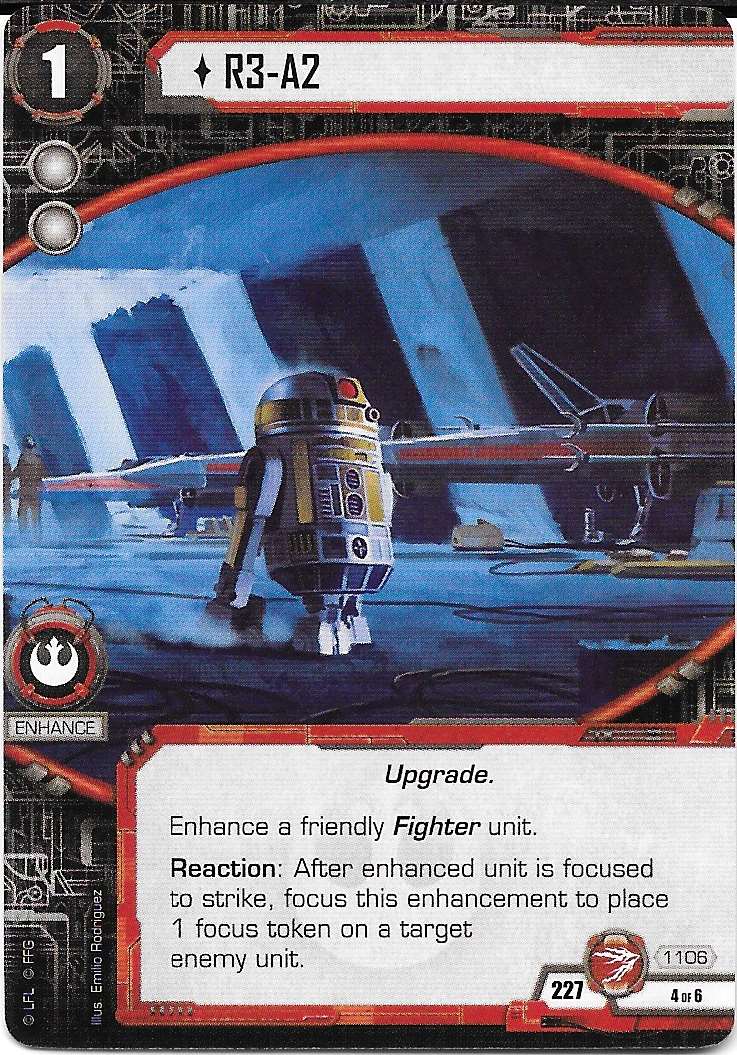 1
R3-A2
ENHANCE
Upgrade.
Enhance a friendly Fighter unit.
Reaction: After enhanced unit is focused
to strike, focus this enhancement to place
1 focus token on a target
enemy unit.
227
1106
4 OF 6
© LFL © FFG
Illus. Emilio Rodriguez